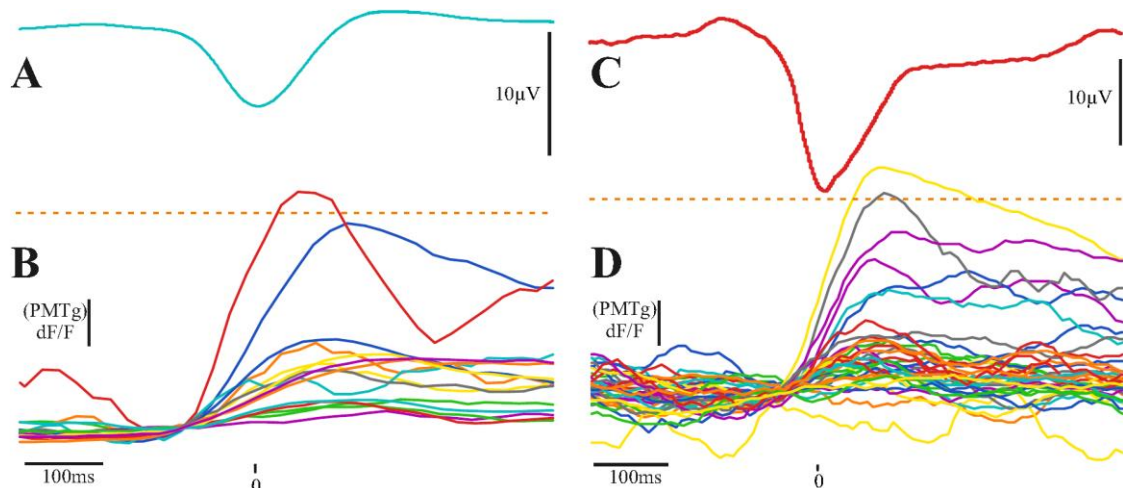 A
10µV
C
10µV
B
(PMTg)
dF/F
D
(PMTg)
dF/F
100ms
0
100ms
0